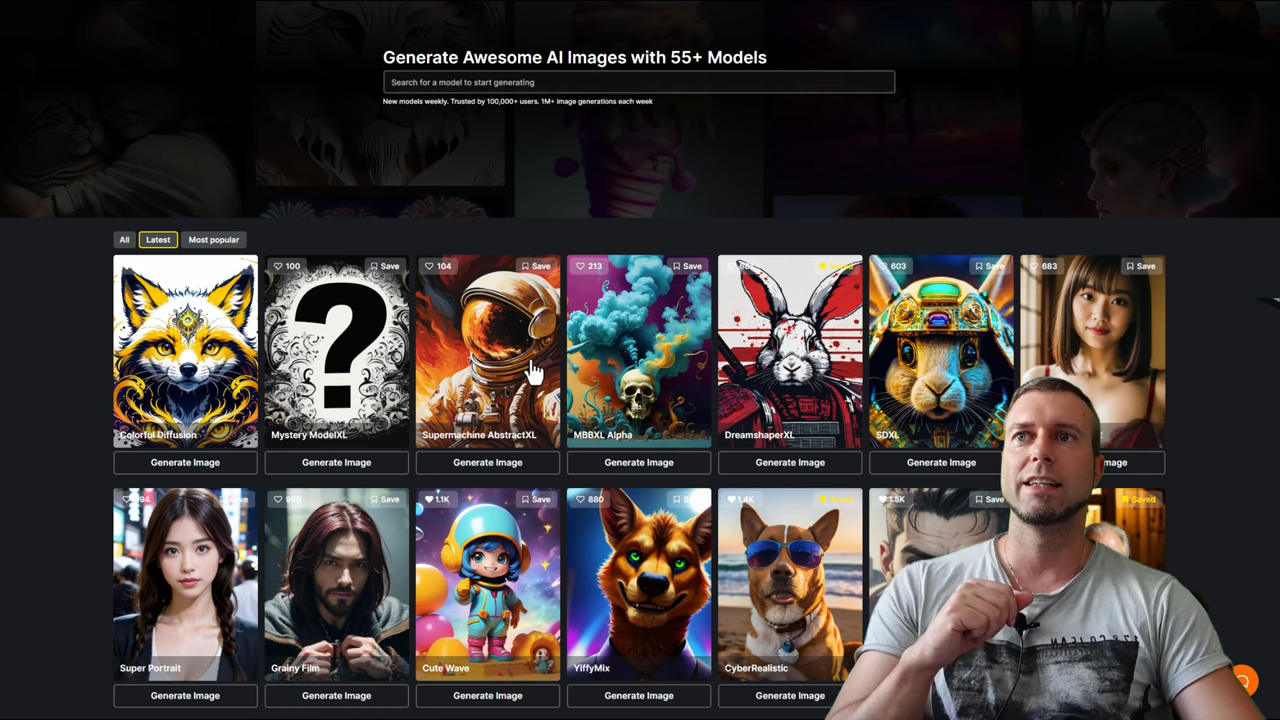 Generate Awesome AI Images with 55+ Models
Search for a model to start generating
New models weekly. Trusted by 100,000+ users. 1M+ image generations each week
All
Latest
Most popular
100
Save
104
Save
213
Save
603
Save
683
Save
?
Colorful Diffusion
Mystery ModelXL
Supermachine AbstractXL
MBBXL Alpha
DreamshaperXL
SDXL
Generate Image
Generate Image
Generate Image
Generate Image
Generate Image
Generate Image
Image
Save
1.1K
Save
880
1.4K
1.5K
Save
Saved
Super Portrait
Grainy Film
Cute Wave
YiffyMix
CyberRealistic
Generate Image
Generate Image
Generate Image
Generate Image
Generate Image